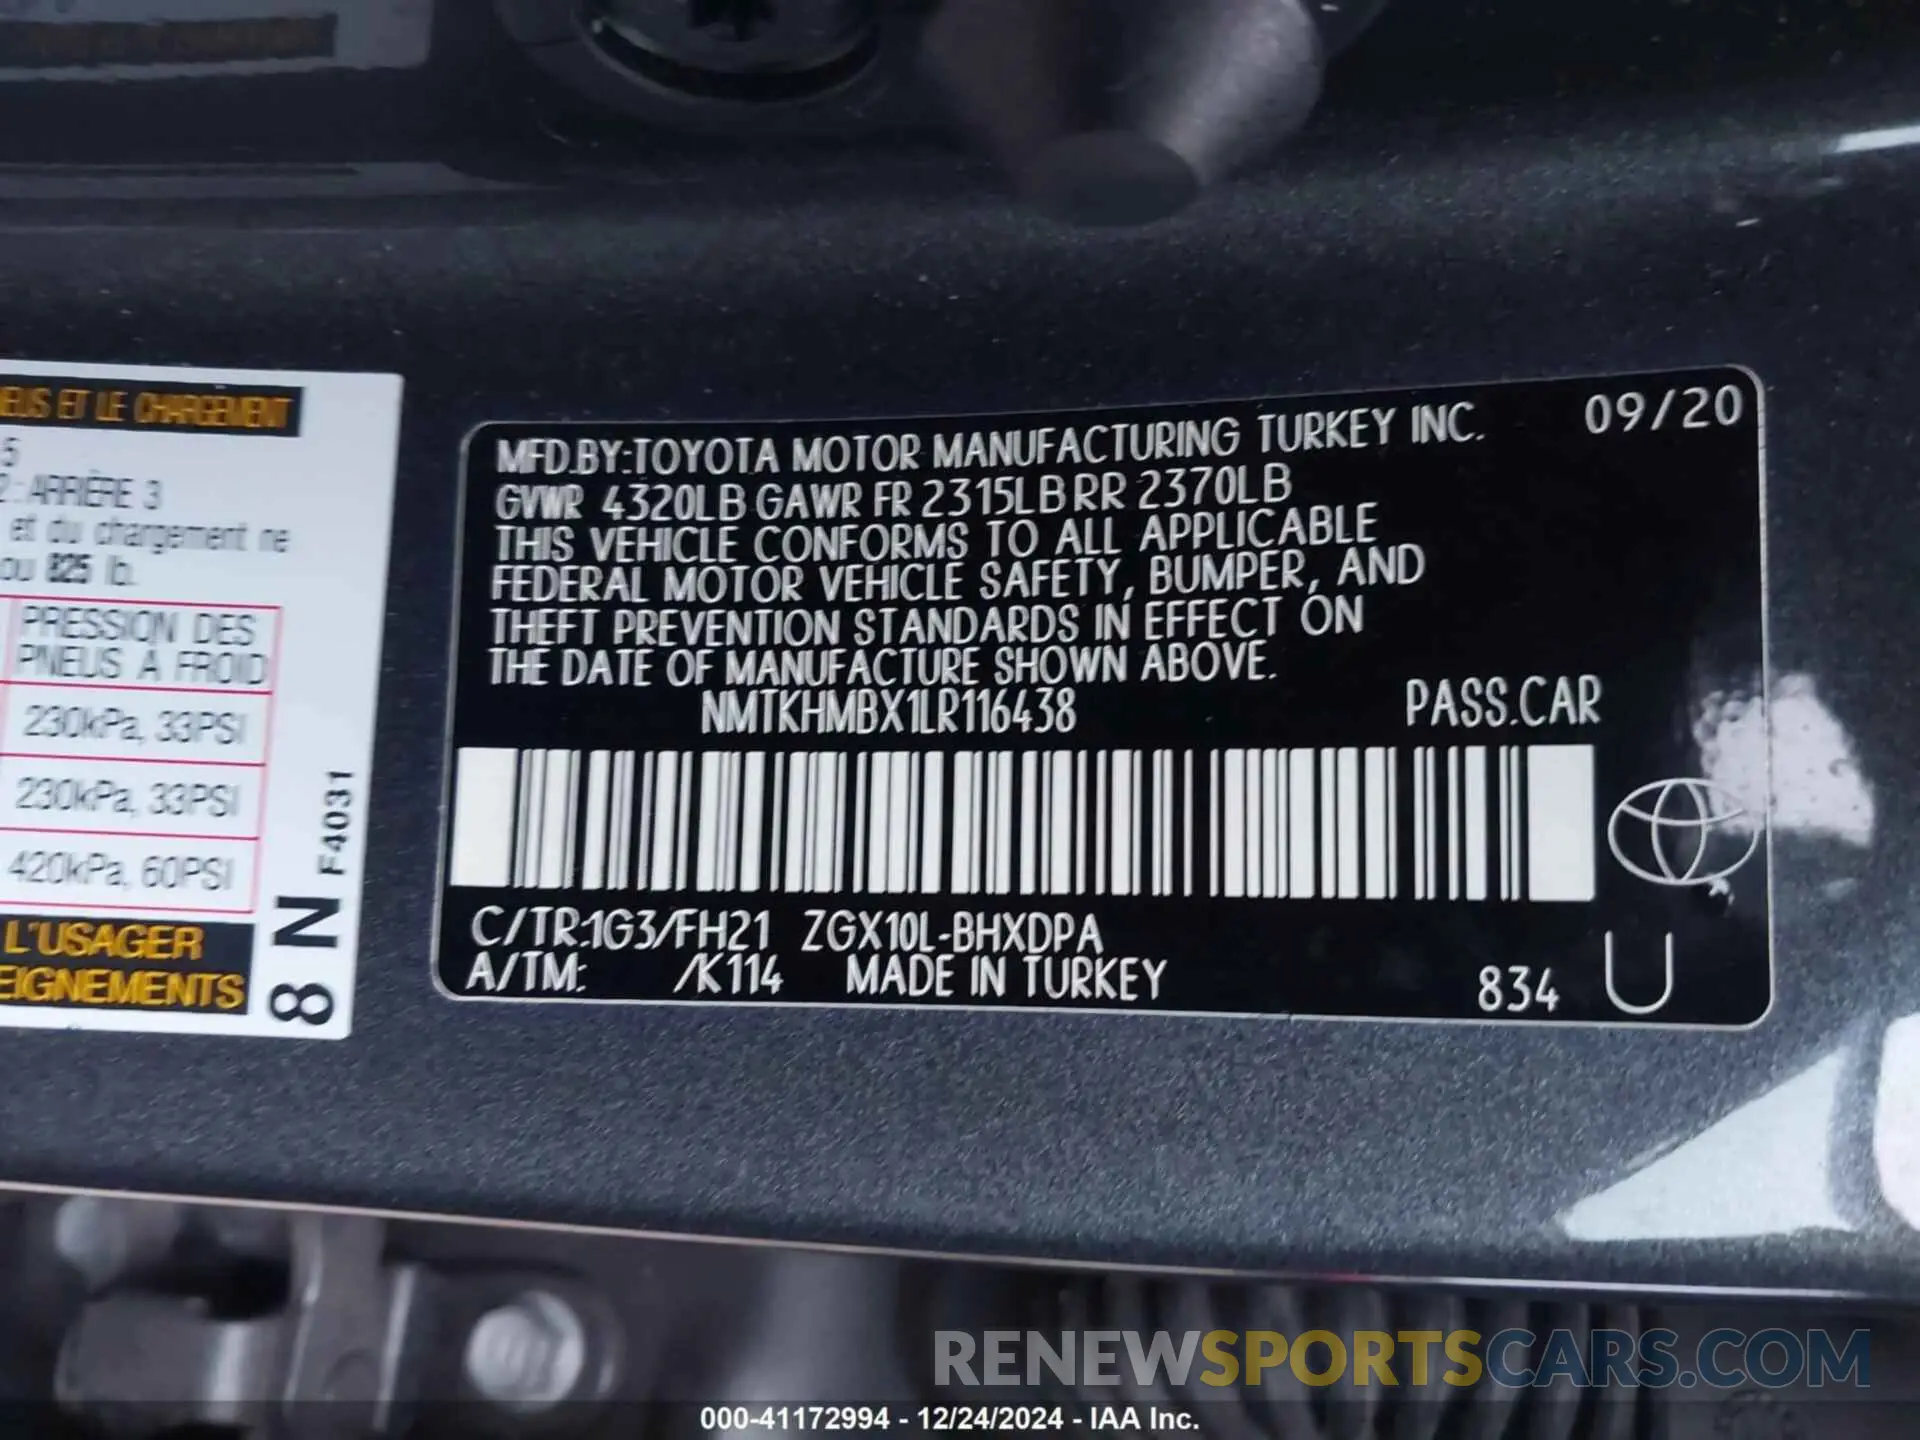 EUS ET LE CHARGEMENT
5
2: ARRIÈRE 3
et du chargement ne
ou 825 lb.
PRESSION DES
PNEUS À FROID
230kPa, 33PSI
230kPa, 33PSI
420kPa, 60PSI
L'USAGER
EIGNEMENTS
8 N F4031
MFD.BY:TOYOTA MOTOR MANUFACTURING TURKEY INC. 09/20
GVWR 4320LB GAWR FR 2315LB RR 2370LB
THIS VEHICLE CONFORMS TO ALL APPLICABLE
FEDERAL MOTOR VEHICLE SAFETY, BUMPER, AND
THEFT PREVENTION STANDARDS IN EFFECT ON
THE DATE OF MANUFACTURE SHOWN ABOVE.
NMTKHMBX1LR116438 PASS.CAR
C/TR:1G3/FH21 ZGX10L-BHXDPA
A/TM: /K114 MADE IN TURKEY 834 U
RENEWSPORTSCARS.COM
000-41172994 - 12/24/2024 - IAA Inc.